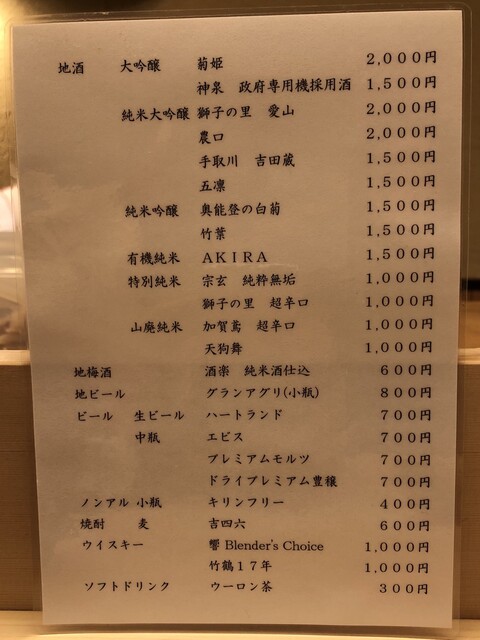 地酒 大吟醸 菊姫 2,000円
神泉 政府専用機採用酒 1,500円
純米大吟醸 獅子の里 愛山 2,000円
農口 2,000円
手取川 吉田蔵 1,500円
五凛 1,500円
純米吟醸 奥能登の白菊 1,500円
竹葉 1,500円
有機純米 AKIRA 1,500円
特別純米 宗玄 純粋無垢 1,000円
獅子の里 超辛口 1,000円
山廃純米 加賀鳶 超辛口 1,000円
天狗舞 1,000円
地梅酒 酒楽 純米酒仕込 600円
地ビール グランアグリ(小瓶) 800円
ビール 生ビール ハートランド 700円
中瓶 エビス 700円
プレミアムモルツ 700円
ドライプレミアム豊穣 700円
ノンアル 小瓶 キリンフリー 400円
焼酎 麦 吉四六 600円
ウイスキー 響 Blender's Choice 1,000円
竹鶴17年 1,000円
ソフトドリンク ウーロン茶 300円